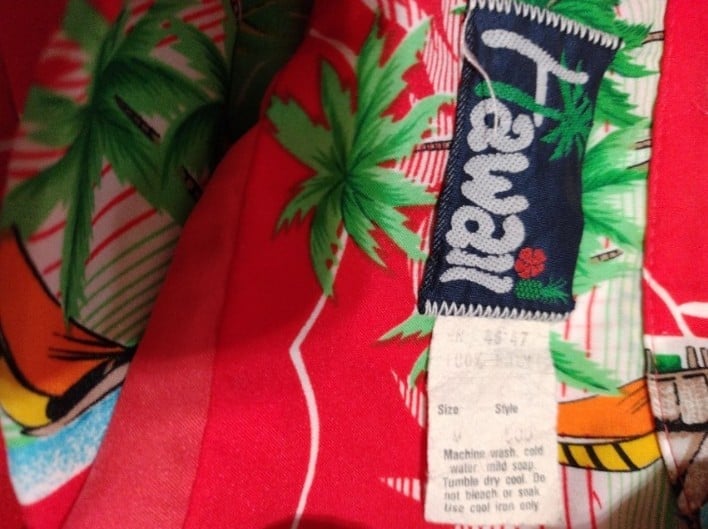 Hawaii
Size Style
Machine wash, cold
water mild soap.
Tumble dry cool. Do
not bleach or soak
Use cool iron only